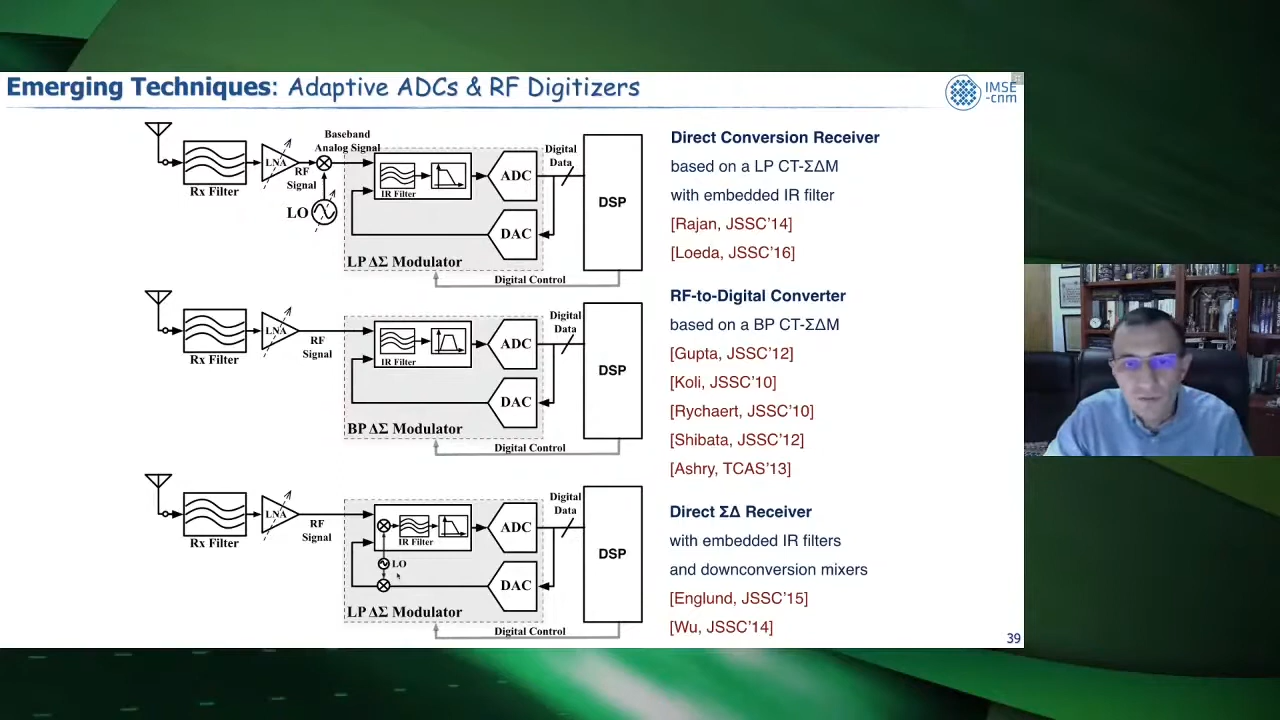 Emerging Techniques: Adaptive ADCs & RF Digitizers
IMSE
-cnm
Baseband
Analog Signal
Rx Filter
LNA
RF
Signal
LO
IR Filter
ADC
DAC
Digital
Data
DSP
LP ΔΣ Modulator
Digital Control
Direct Conversion Receiver
based on a LP CT-ΣΔM
with embedded IR filter
[Rajan, JSSC'14]
[Loeda, JSSC'16]
Rx Filter
LNA
RF
Signal
IR Filter
ADC
DAC
Digital
Data
DSP
BP ΔΣ Modulator
Digital Control
RF-to-Digital Converter
based on a BP CT-ΣΔM
[Gupta, JSSC'12]
[Koli, JSSC'10]
[Rychaert, JSSC'10]
[Shibata, JSSC'12]
[Ashry, TCAS'13]
Rx Filter
LNA
RF
Signal
IR Filter
LO
ADC
DAC
Digital
Data
DSP
LP ΔΣ Modulator
Digital Control
Direct ΣΔ Receiver
with embedded IR filters
and downconversion mixers
[Englund, JSSC'15]
[Wu, JSSC'14]
39